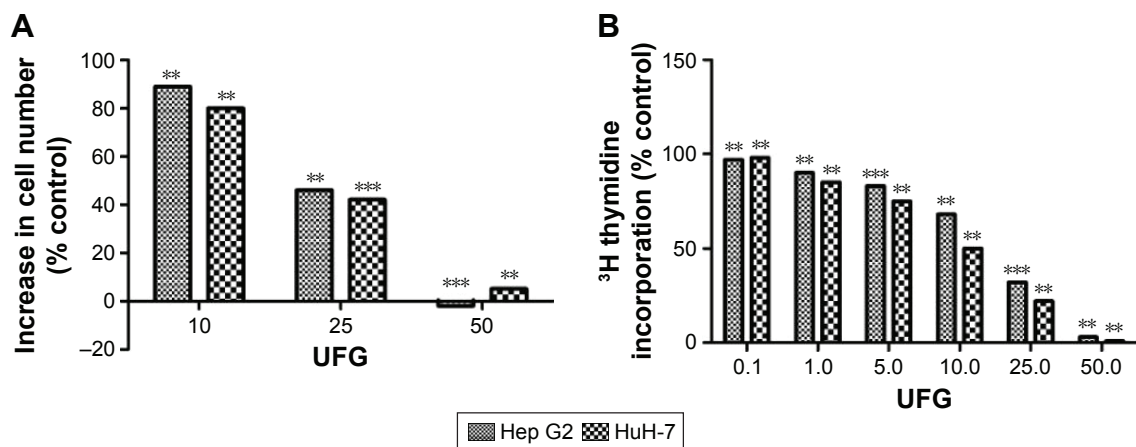 A
Increase in cell number
(% control)
100
80
60
40
20
0
–20
** ** ** *** *** **
10 25 50
UFG
B
³H thymidine
incorporation (% control)
150
100
50
0
** ** ** ** *** ** ** ** *** ** ** **
0.1 1.0 5.0 10.0 25.0 50.0
UFG
Hep G2 HuH-7